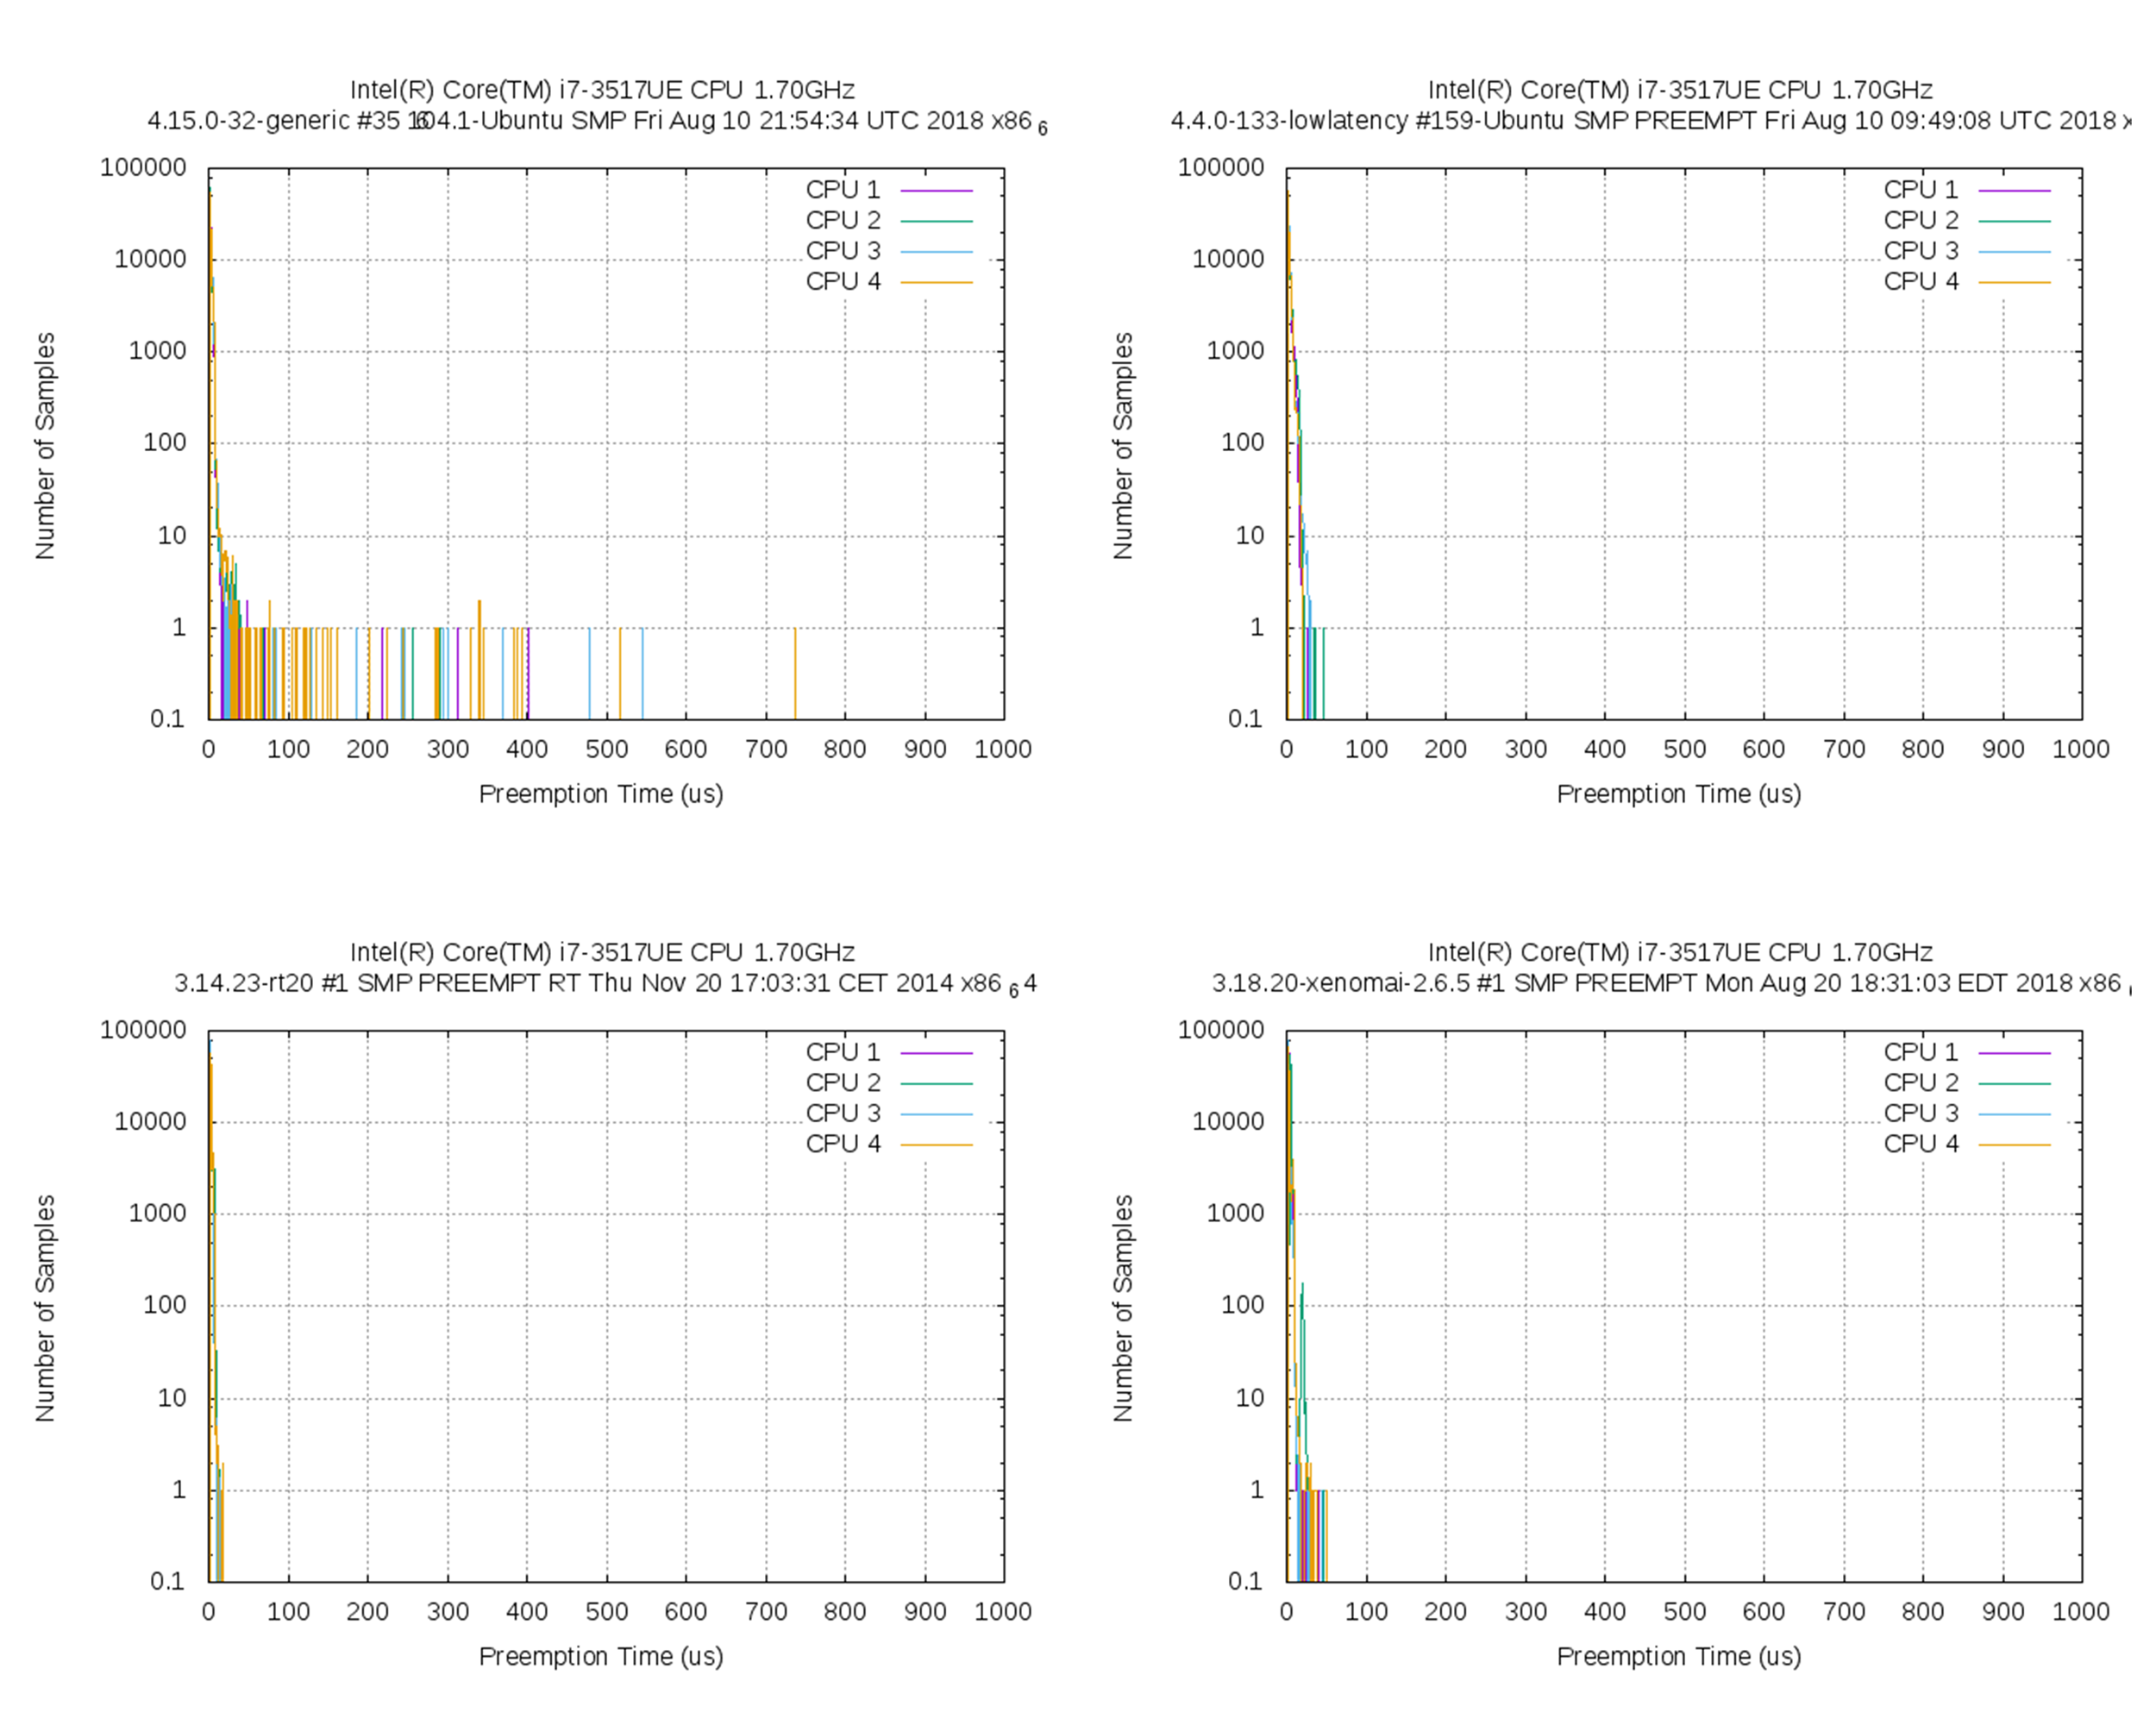 Intel(R) Core(TM) i7-3517UE CPU 1.70GHz
4.15.0-32-generic #35 04.1-Ubuntu SMP Fri Aug 10 21:54:34 UTC 2018 x86 6
100000
10000
1000
100
10
1
0.1
Number of Samples
CPU 1
CPU 2
CPU 3
CPU 4
0 100 200 300 400 500 600 700 800 900 1000
Preemption Time (us)
Intel(R) Core(TM) i7-3517UE CPU 1.70GHz
4.4.0-133-lowlatency #159-Ubuntu SMP PREEMPT Fri Aug 10 09:49:08 UTC 2018 x
100000
10000
1000
100
10
1
0.1
Number of Samples
CPU 1
CPU 2
CPU 3
CPU 4
0 100 200 300 400 500 600 700 800 900 1000
Preemption Time (us)
Intel(R) Core(TM) i7-3517UE CPU 1.70GHz
3.14.23-rt20 #1 SMP PREEMPT RT Thu Nov 20 17:03:31 CET 2014 x86 6 4
100000
10000
1000
100
10
1
0.1
Number of Samples
CPU 1
CPU 2
CPU 3
CPU 4
0 100 200 300 400 500 600 700 800 900 1000
Preemption Time (us)
Intel(R) Core(TM) i7-3517UE CPU 1.70GHz
3.18.20-xenomai-2.6.5 #1 SMP PREEMPT Mon Aug 20 18:31:03 EDT 2018 x86
100000
10000
1000
100
10
1
0.1
Number of Samples
CPU 1
CPU 2
CPU 3
CPU 4
0 100 200 300 400 500 600 700 800 900 1000
Preemption Time (us)